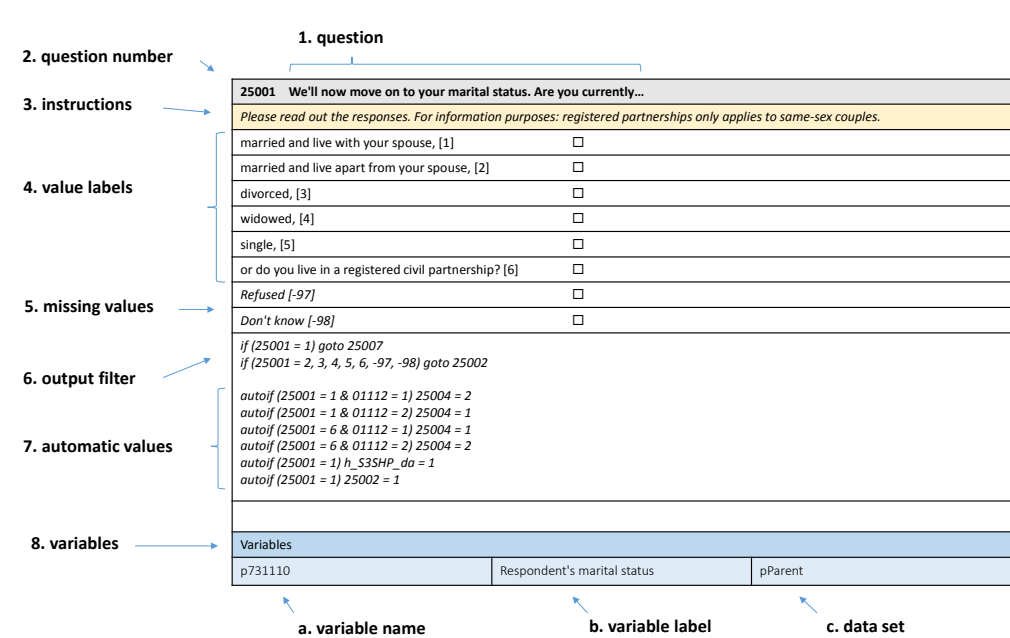 1. question
2. question number
25001 We'll now move on to your marital status. Are you currently…
3. instructions
Please read out the responses. For information purposes: registered partnerships only applies to same-sex couples.
married and live with your spouse, [1]
married and live apart from your spouse, [2]
4. value labels
divorced, [3]
widowed, [4]
single, [5]
or do you live in a registered civil partnership? [6]
5. missing values
Refused [-97]
Don't know [-98]
6. output filter
if (25001 = 1) goto 25007
if (25001 = 2, 3, 4, 5, 6, -97, -98) goto 25002
7. automatic values
autoif (25001 = 1 & 01112 = 1) 25004 = 2
autoif (25001 = 1 & 01112 = 2) 25004 = 1
autoif (25001 = 6 & 01112 = 1) 25004 = 1
autoif (25001 = 6 & 01112 = 2) 25004 = 2
autoif (25001 = 1) h_S3SHP_da = 1
autoif (25001 = 1) 25002 = 1
8. variables
Variables
p731110 Respondent's marital status pParent
a. variable name b. variable label c. data set